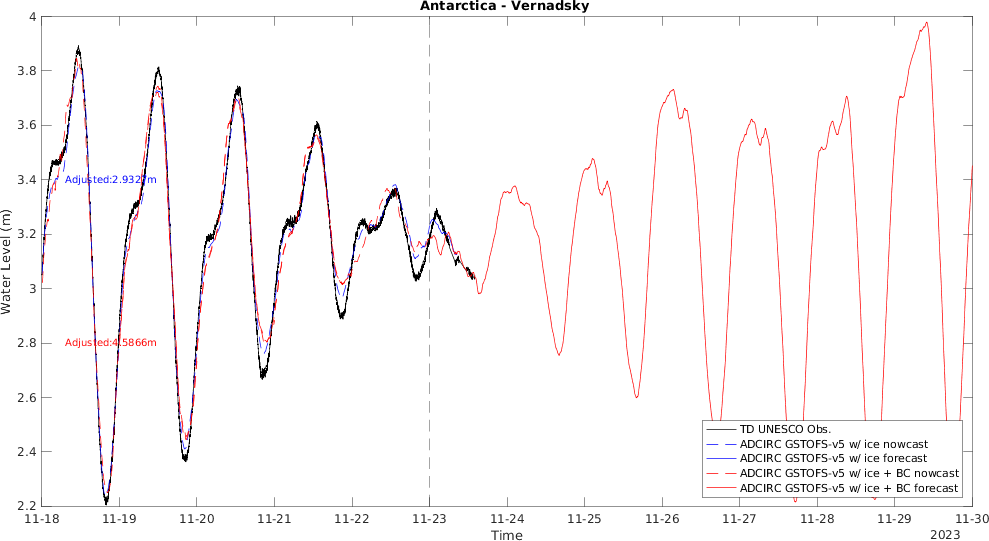 Antarctica - Vernadsky
Water Level (m)
4
3.8
3.6
3.4
3.2
3
2.8
2.6
2.4
2.2
Adjusted:2.9327m
Adjusted:4.5866m
TD UNESCO Obs.
ADCIRC GSTOFS-v5 w/ ice nowcast
ADCIRC GSTOFS-v5 w/ ice forecast
ADCIRC GSTOFS-v5 w/ ice + BC nowcast
ADCIRC GSTOFS-v5 w/ ice + BC forecast
11-18 11-19 11-20 11-21 11-22 11-23 11-24 11-25 11-26 11-27 11-28 11-29 11-30
Time
2023